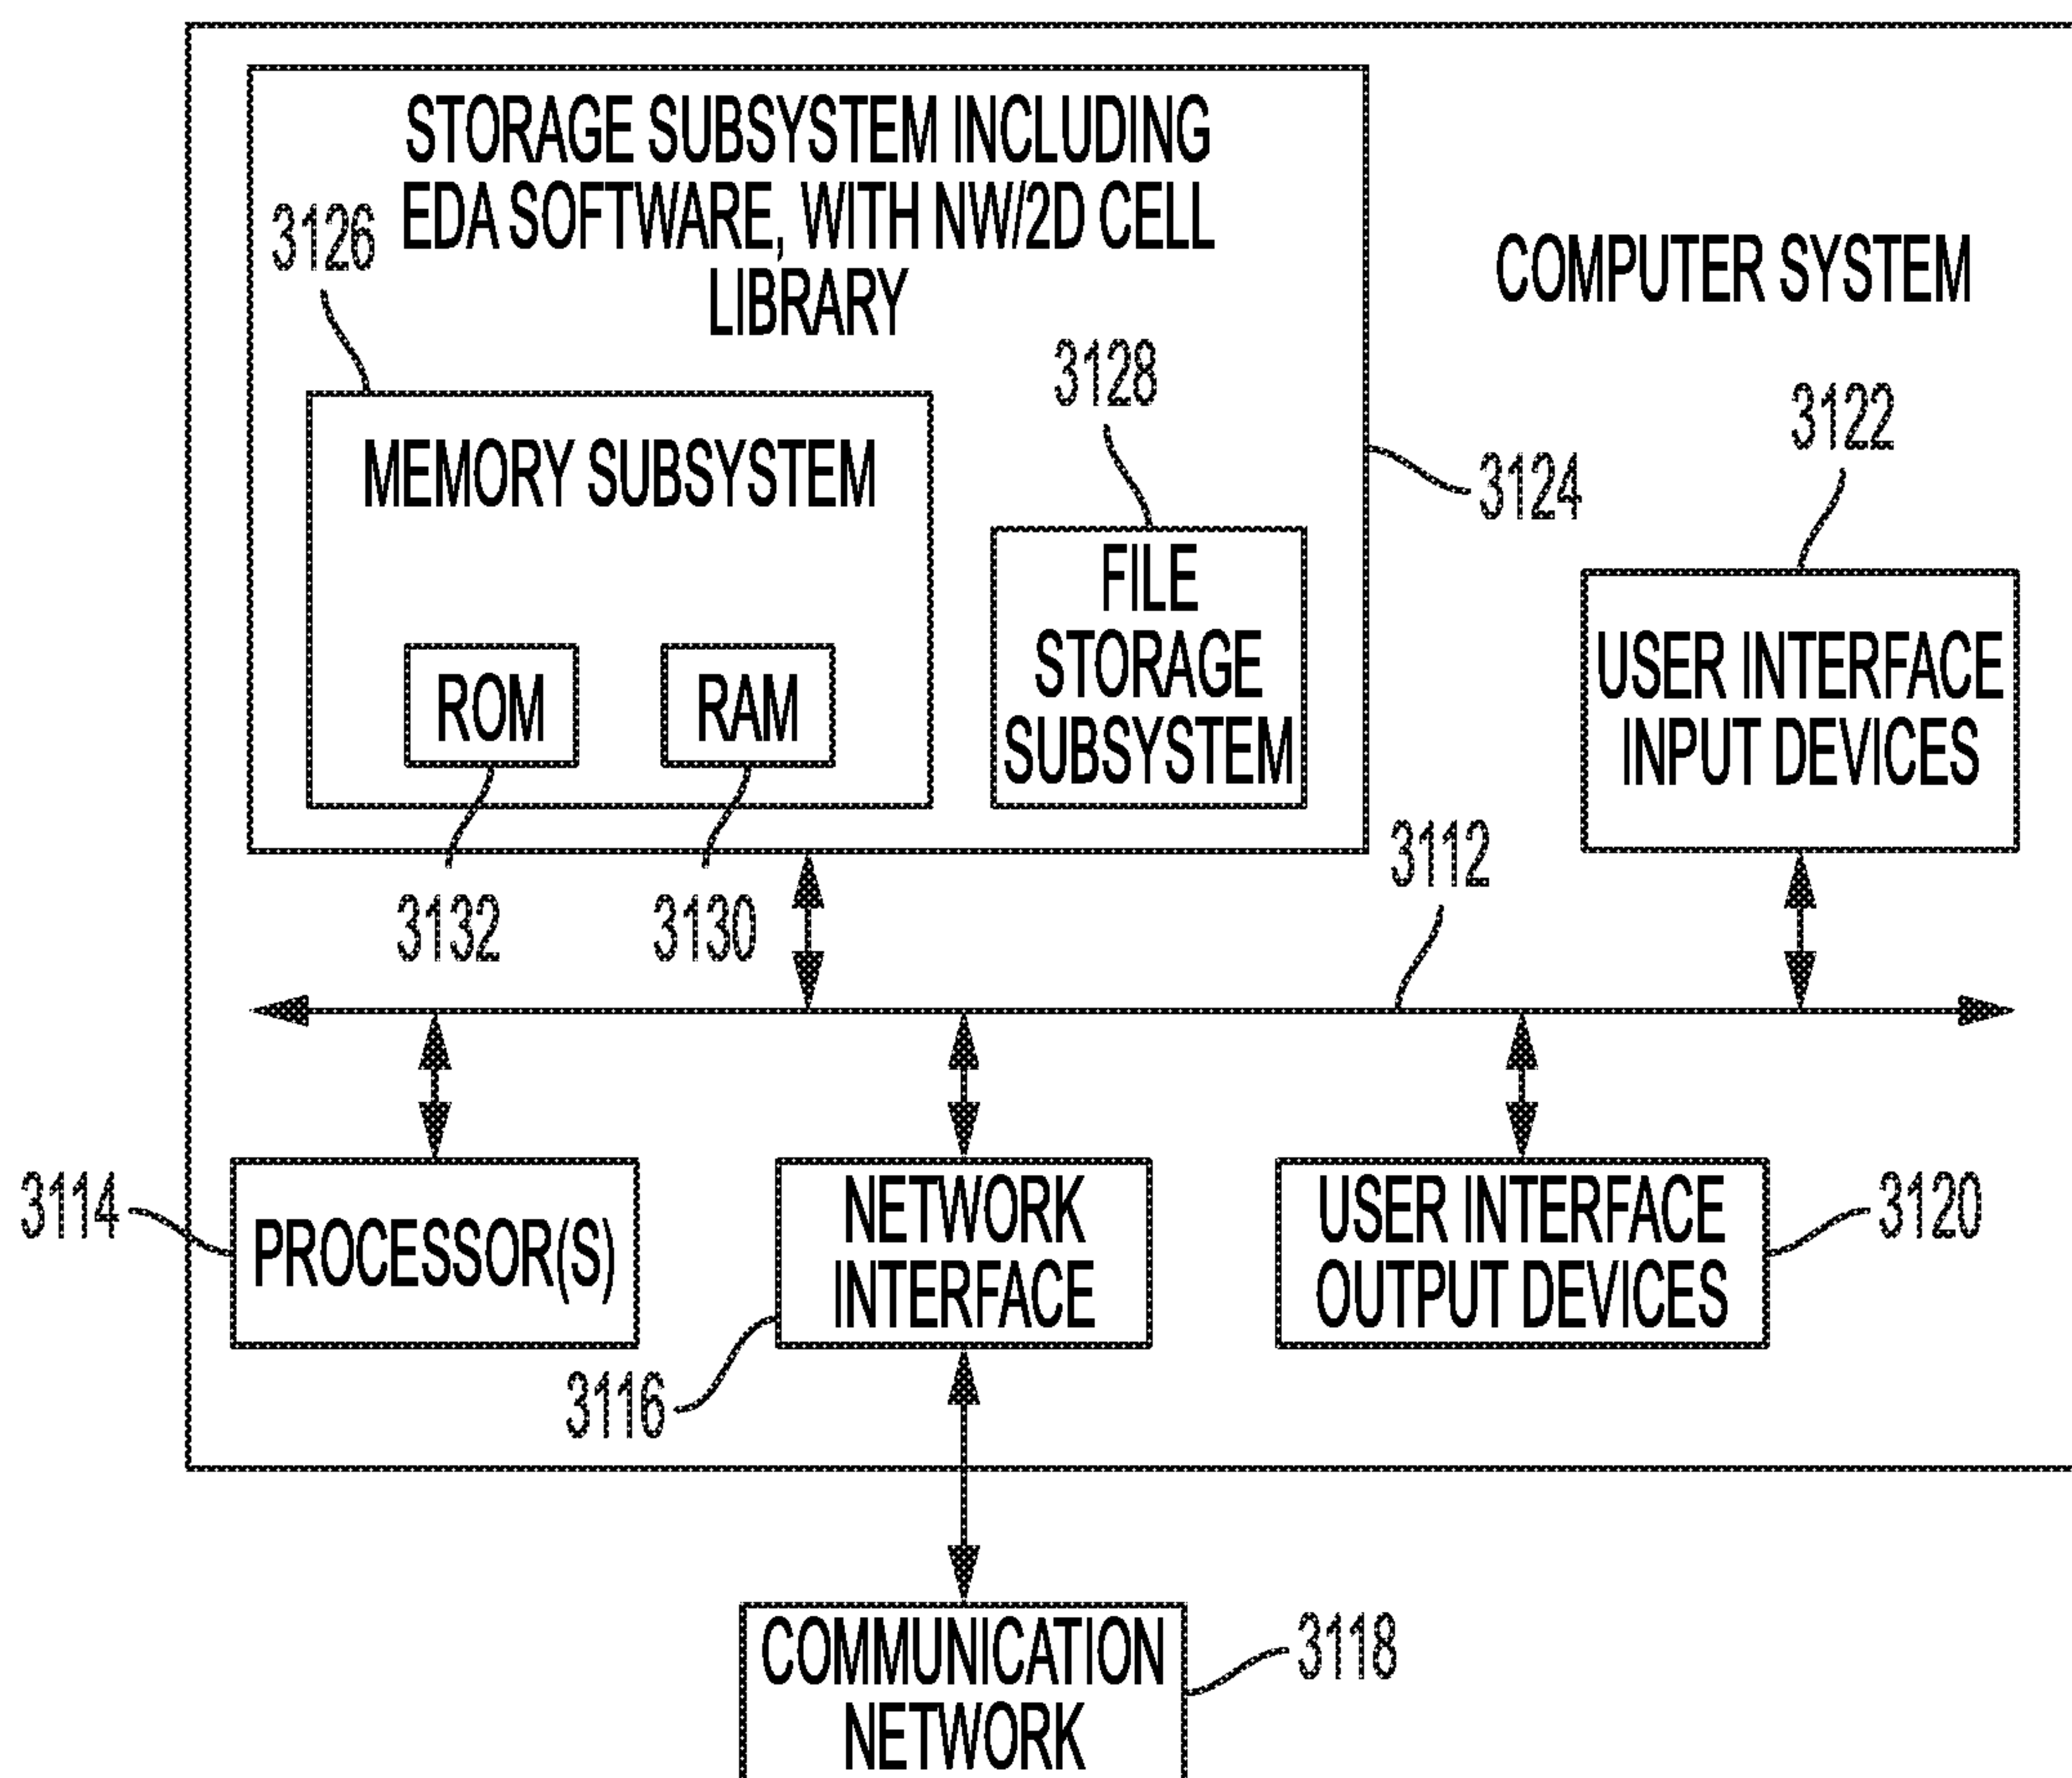 STORAGE SUBSYSTEM INCLUDING
EDA SOFTWARE, WITH NW/2D CELL
LIBRARY
3126
COMPUTER SYSTEM
3128
3122
MEMORY SUBSYSTEM
3124
FILE
STORAGE
SUBSYSTEM
USER INTERFACE
INPUT DEVICES
ROM
RAM
3112
3132
3130
3114
PROCESSOR(S)
NETWORK
INTERFACE
USER INTERFACE
OUTPUT DEVICES
3120
3116
COMMUNICATION
NETWORK
3118